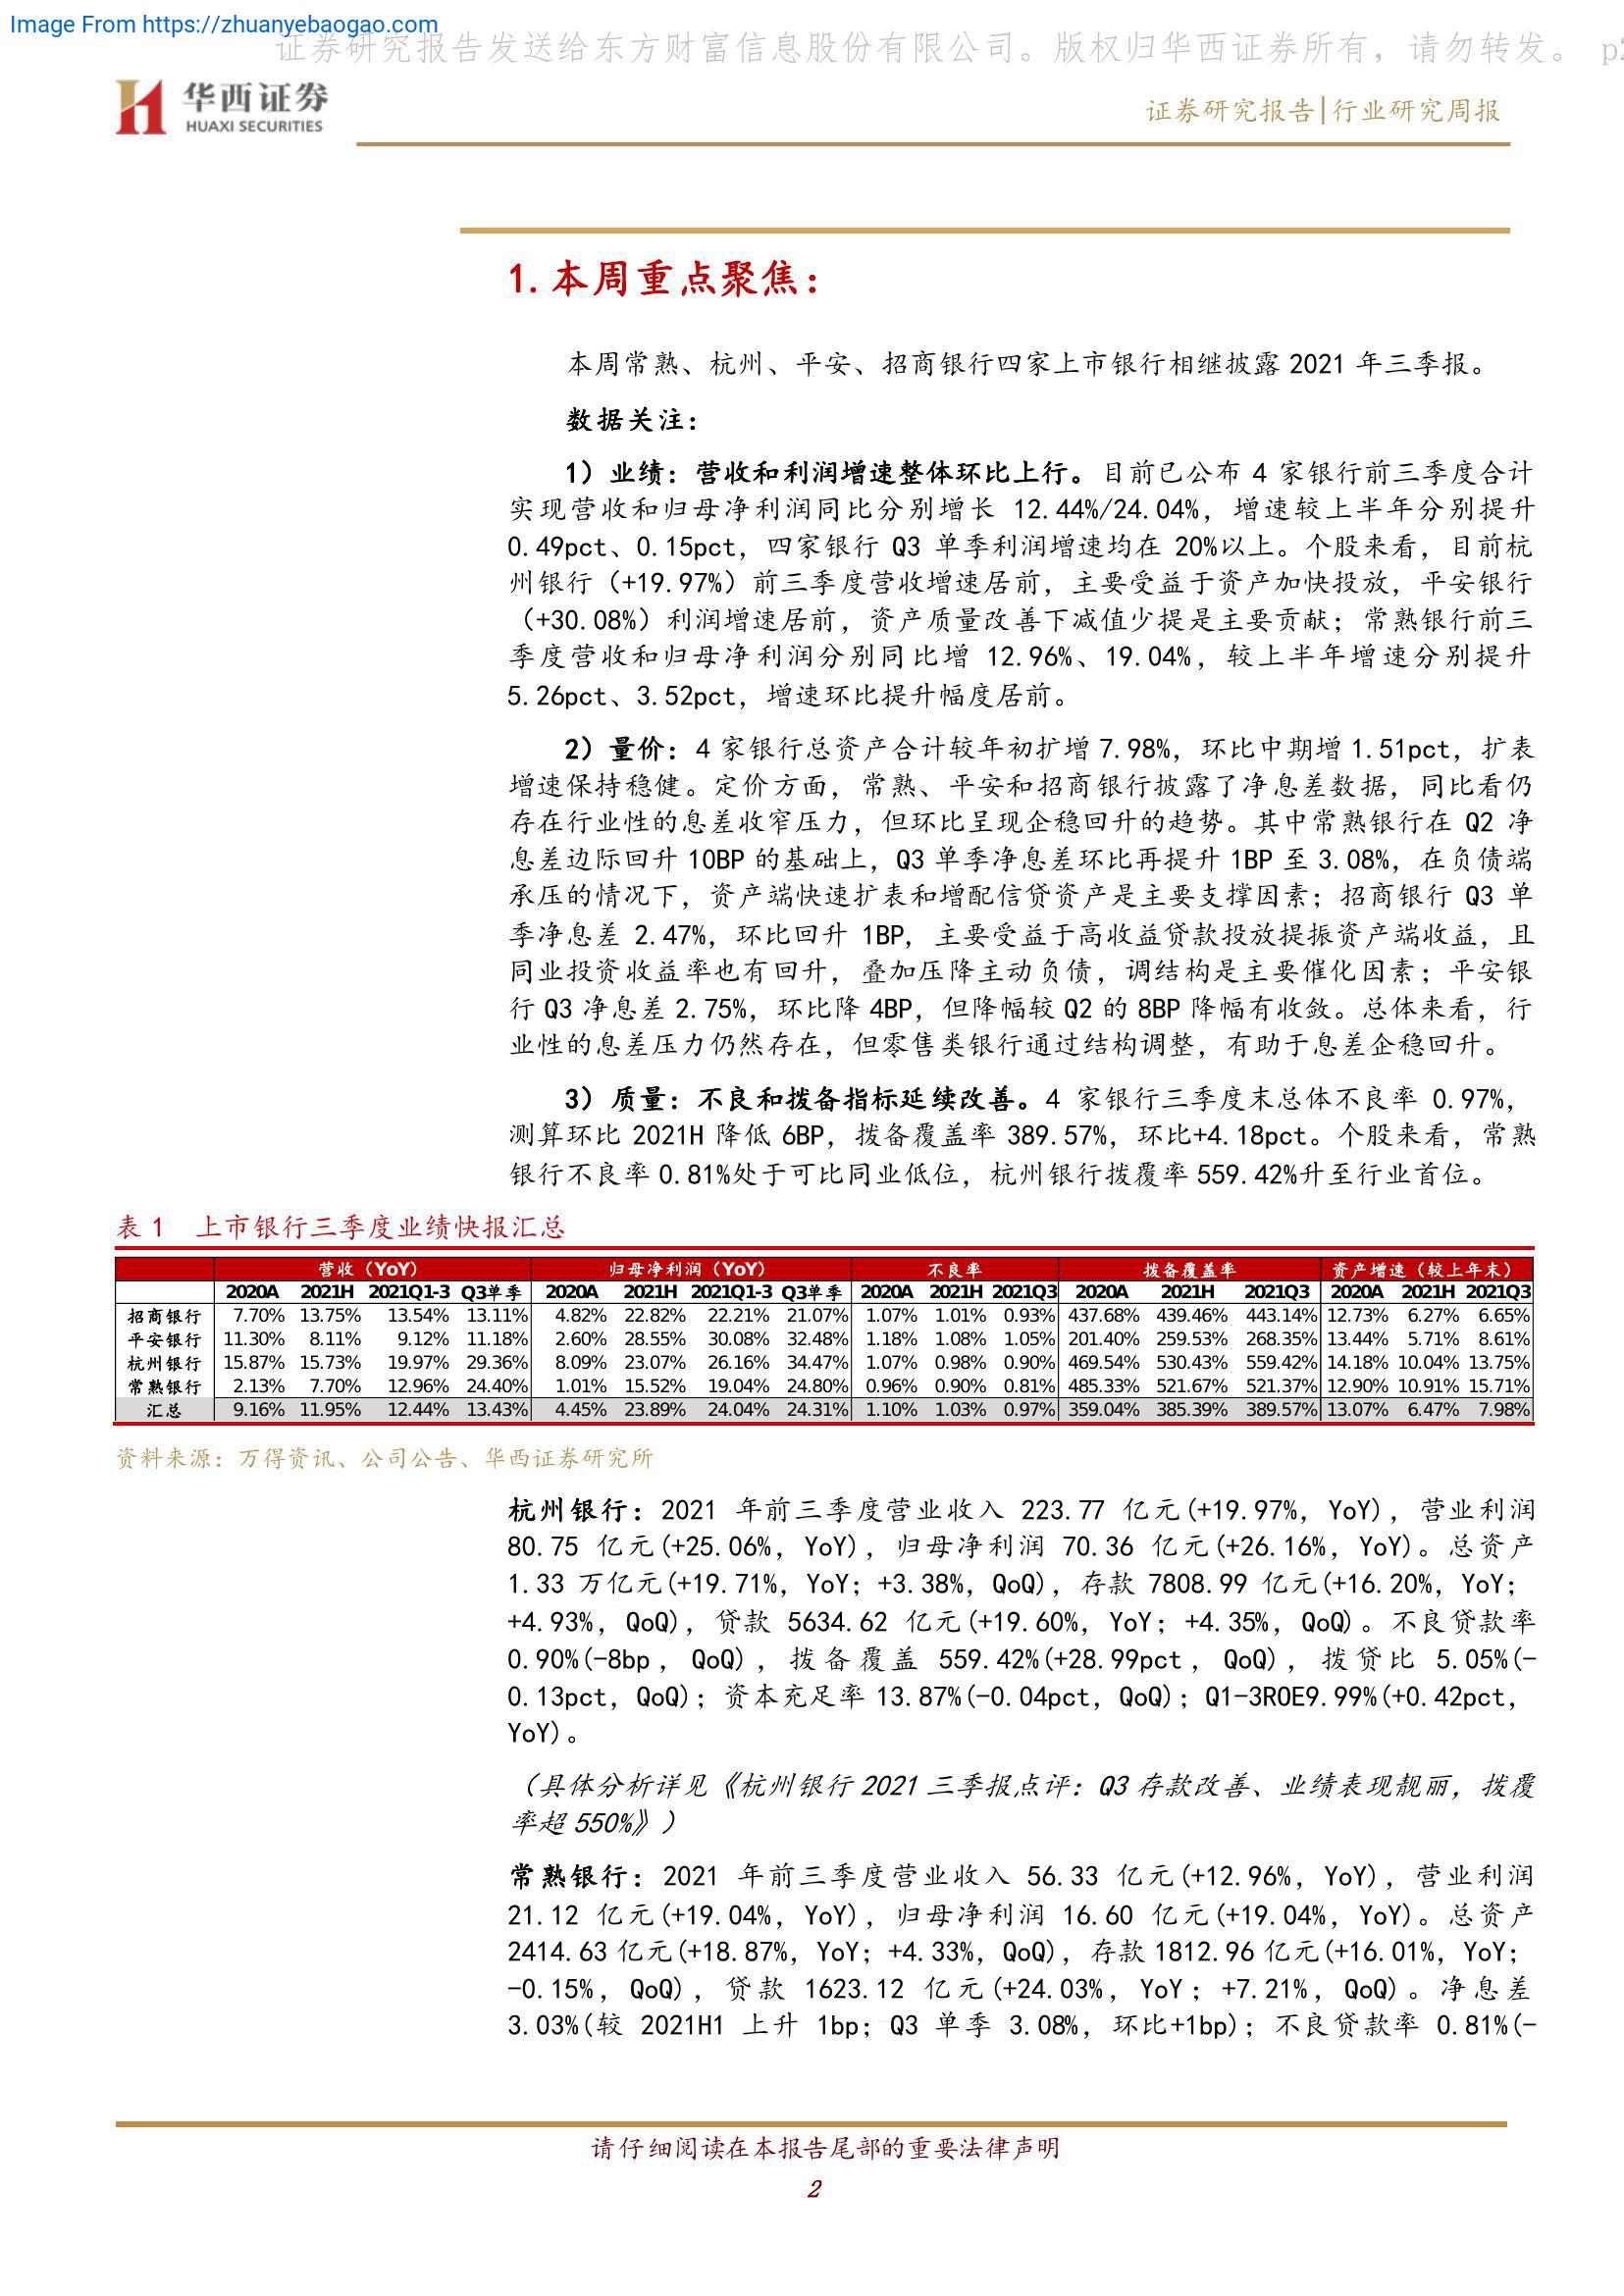 Image From https://zhuanyebaogao.com
证券研究报告发送给东方财富信息股份有限公司。版权归华西证券所有，请勿转发。 p2
华西证券
HUAXI SECURITIES
证券研究报告|行业研究周报
1.本周重点聚焦：
本周常熟、杭州、平安、招商银行四家上市银行相继披露 2021 年三季报。
数据关注：
1）业绩：营收和利润增速整体环比上行。目前已公布 4 家银行前三季度合计
实现营收和归母净利润同比分别增长 12.44%/24.04%，增速较上半年分别提升
0.49pct、0.15pct，四家银行 Q3 单季利润增速均在 20%以上。个股来看，目前杭
州银行（+19.97%）前三季度营收增速居前，主要受益于资产加快投放，平安银行
（+30.08%）利润增速居前，资产质量改善下减值少提是主要贡献；常熟银行前三
季度营收和归母净利润分别同比增 12.96%、19.04%，较上半年增速分别提升
5.26pct、3.52pct，增速环比提升幅度居前。
2）量价：4 家银行总资产合计较年初扩增 7.98%，环比中期增 1.51pct，扩表
增速保持稳健。定价方面，常熟、平安和招商银行披露了净息差数据，同比看仍
存在行业性的息差收窄压力，但环比呈现企稳回升的趋势。其中常熟银行在 Q2 净
息差边际回升 10BP 的基础上，Q3 单季净息差环比再提升 1BP 至 3.08%，在负债端
承压的情况下，资产端快速扩表和增配信贷资产是主要支撑因素；招商银行 Q3 单
季净息差 2.47%，环比回升 1BP，主要受益于高收益贷款投放提振资产端收益，且
同业投资收益率也有回升，叠加压降主动负债，调结构是主要催化因素；平安银
行 Q3 净息差 2.75%，环比降 4BP，但降幅较 Q2 的 8BP 降幅有收敛。总体来看，行
业性的息差压力仍然存在，但零售类银行通过结构调整，有助于息差企稳回升。
3）质量：不良和拨备指标延续改善。4 家银行三季度末总体不良率 0.97%，
测算环比 2021H 降低 6BP，拨备覆盖率 389.57%，环比+4.18pct。个股来看，常熟
银行不良率 0.81%处于可比同业低位，杭州银行拨覆率 559.42%升至行业首位。
表 1 上市银行三季度业绩快报汇总
营收（YoY） 归母净利润（YoY） 不良率 拨备覆盖率 资产增速（较上年末）
2020A 2021H 2021Q1-3 Q3单季 2020A 2021H 2021Q1-3 Q3单季 2020A 2021H 2021Q3 2020A 2021H 2021Q3 2020A 2021H 2021Q3
招商银行 7.70% 13.75% 13.54% 13.11% 4.82% 22.82% 22.21% 21.07% 1.07% 1.01% 0.93% 437.68% 439.46% 443.14% 12.73% 6.27% 6.65%
平安银行 11.30% 8.11% 9.12% 11.18% 2.60% 28.55% 30.08% 32.48% 1.18% 1.08% 1.05% 201.40% 259.53% 268.35% 13.44% 5.71% 8.61%
杭州银行 15.87% 15.73% 19.97% 29.36% 8.09% 23.07% 26.16% 34.47% 1.07% 0.98% 0.90% 469.54% 530.43% 559.42% 14.18% 10.04% 13.75%
常熟银行 2.13% 7.70% 12.96% 24.40% 1.01% 15.52% 19.04% 24.80% 0.96% 0.90% 0.81% 485.33% 521.67% 521.37% 12.90% 10.91% 15.71%
汇总 9.16% 11.95% 12.44% 13.43% 4.45% 23.89% 24.04% 24.31% 1.10% 1.03% 0.97% 359.04% 385.39% 389.57% 13.07% 6.47% 7.98%
资料来源：万得资讯、公司公告、华西证券研究所
杭州银行：2021 年前三季度营业收入 223.77 亿元(+19.97%，YoY)，营业利润
80.75 亿元(+25.06%，YoY)，归母净利润 70.36 亿元(+26.16%，YoY)。总资产
1.33 万亿元(+19.71%，YoY；+3.38%，QoQ)，存款 7808.99 亿元(+16.20%，YoY；
+4.93%，QoQ)，贷款 5634.62 亿元(+19.60%，YoY；+4.35%，QoQ)。不良贷款率
0.90%(-8bp，QoQ)，拨备覆盖 559.42%(+28.99pct，QoQ)，拨贷比 5.05%(-
0.13pct，QoQ)；资本充足率 13.87%(-0.04pct，QoQ)；Q1-3ROE9.99%(+0.42pct，
YoY)。
（具体分析详见《杭州银行 2021 三季报点评：Q3 存款改善、业绩表现靓丽，拨覆
率超 550%》）
常熟银行：2021 年前三季度营业收入 56.33 亿元(+12.96%，YoY)，营业利润
21.12 亿元(+19.04%，YoY)，归母净利润 16.60 亿元(+19.04%，YoY)。总资产
2414.63 亿元(+18.87%，YoY；+4.33%，QoQ)，存款 1812.96 亿元(+16.01%，YoY；
-0.15%，QoQ)，贷款 1623.12 亿元(+24.03%，YoY；+7.21%，QoQ)。净息差
3.03%(较 2021H1 上升 1bp；Q3 单季 3.08%，环比+1bp)；不良贷款率 0.81%(-
请仔细阅读在本报告尾部的重要法律声明
2